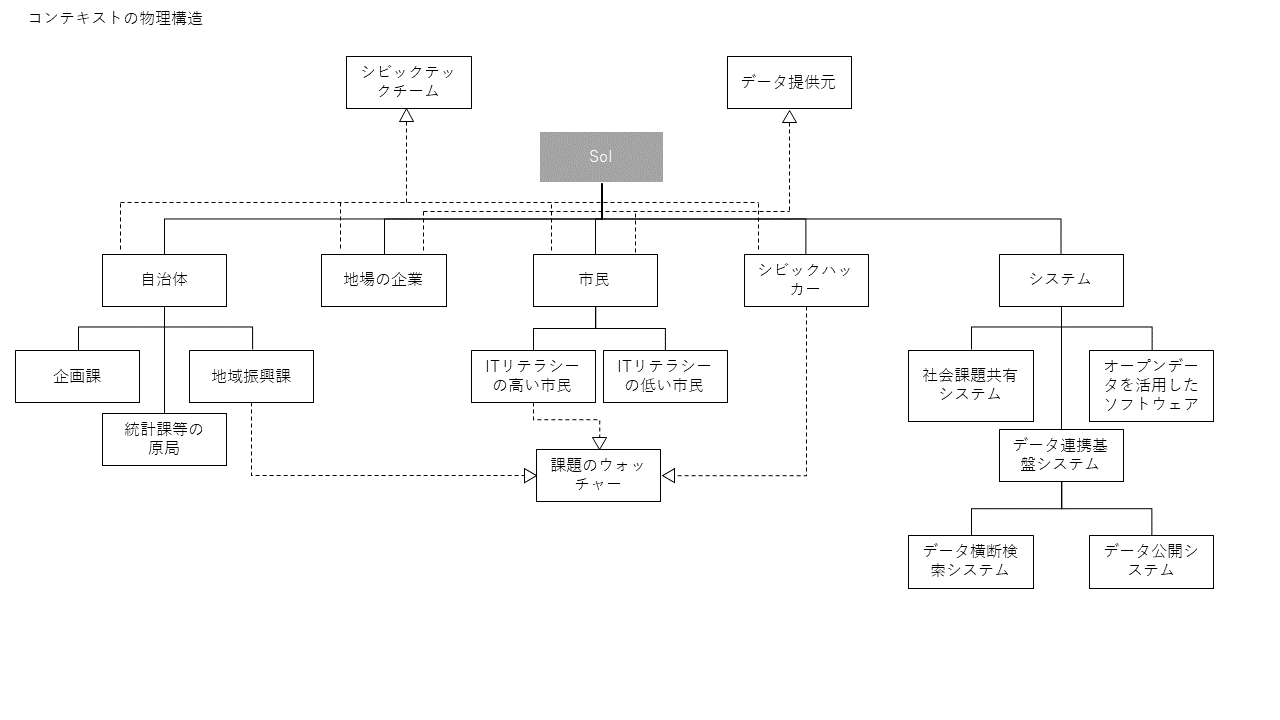 コンテキストの物理構造
シビックテッ
クチーム
データ提供元
SoI
自治体
地場の企業
市民
シビックハッ
カー
システム
企画課
地域振興課
ITリテラシー
の高い市民
ITリテラシー
の低い市民
社会課題共有
システム
オープンデー
タを活用した
ソフトウェア
統計課等の
原局
課題のウォッ
チャー
データ連携基
盤システム
データ横断検
索システム
データ公開シ
ステム